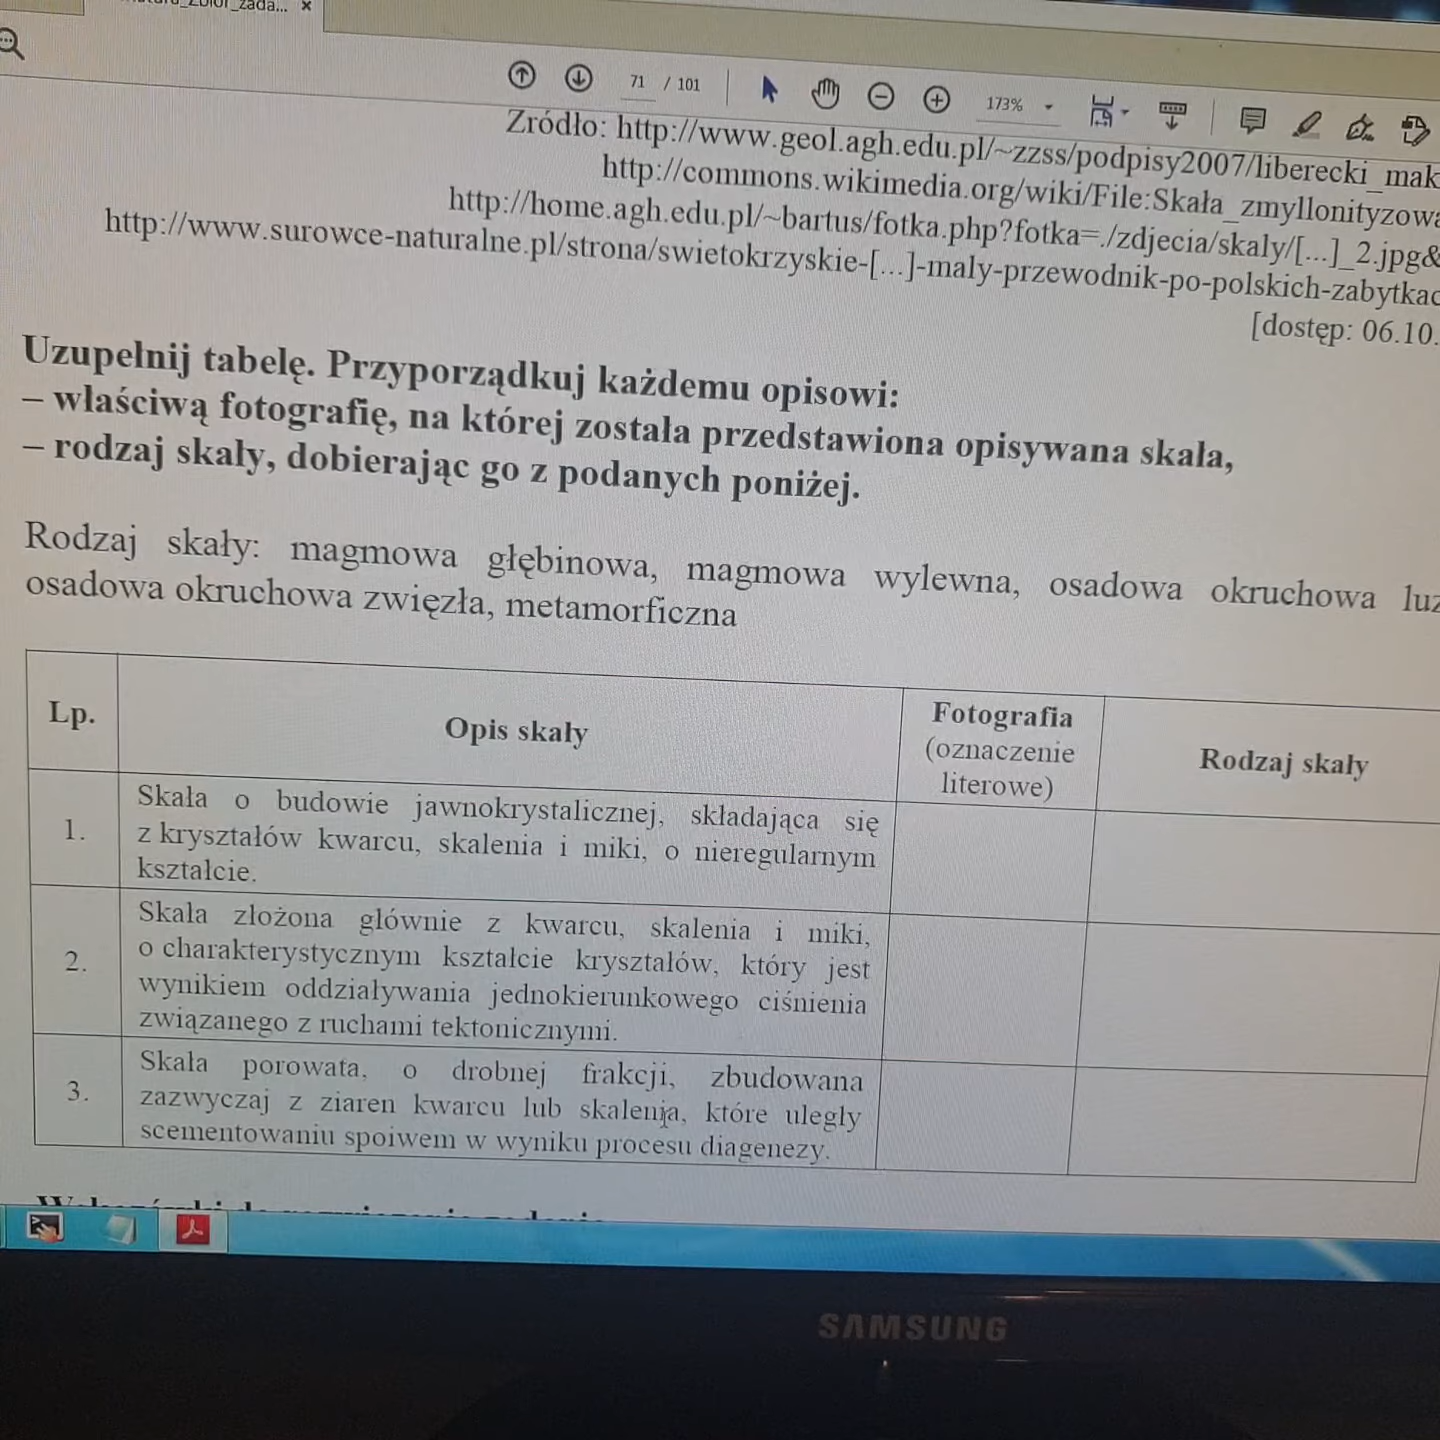 71 / 101
173%
Zródło: http://www.geol.agh.edu.pl/~zzss/podpisy2007/liberecki_mak
http://commons.wikimedia.org/wiki/File:Skała_zmyllonityzowa
http://home.agh.edu.pl/~bartus/fotka.php?fotka=./zdjecia/skaly/[...]_2.jpg&
http://www.surowce-naturalne.pl/strona/swietokrzyskie-[...]-maly-przewodnik-po-polskich-zabytkac
[dostęp: 06.10.
Uzupełnij tabelę. Przyporządkuj każdemu opisowi:
– właściwą fotografię, na której została przedstawiona opisywana skała,
– rodzaj skały, dobierając go z podanych poniżej.
Rodzaj skały: magmowa głębinowa, magmowa wylewna, osadowa okruchowa luź
osadowa okruchowa zwięzła, metamorficzna
Lp.
Opis skały
Fotografia
(oznaczenie
literowe)
Rodzaj skały
1.
Skała o budowie jawnokrystalicznej, składająca się
z kryształów kwarcu, skalenia i miki, o nieregularnym
kształcie.
2.
Skała złożona głównie z kwarcu, skalenia i miki,
o charakterystycznym kształcie kryształów, który jest
wynikiem oddziaływania jednokierunkowego ciśnienia
związanego z ruchami tektonicznymi.
3.
Skała porowata, o drobnej frakcji, zbudowana
zazwyczaj z ziaren kwarcu lub skalenia, które uległy
scementowaniu spoiwem w wyniku procesu diagenezy.
SAMSUNG